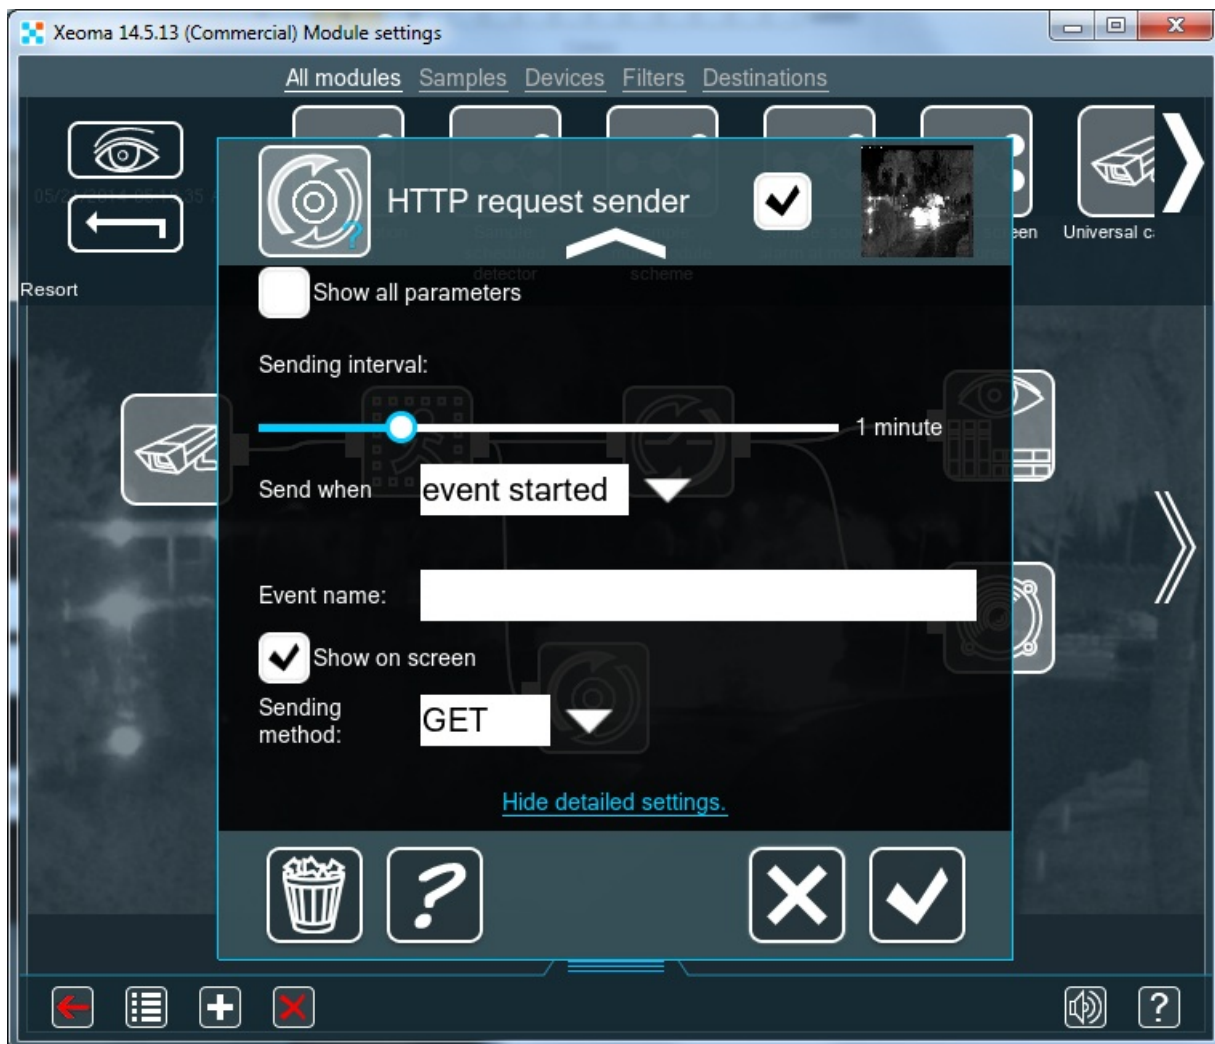 Xeoma 14.5.13 (Commercial) Module settings
All modules Samples Devices Filters Destinations
HTTP request sender
Universal c
Resort
detector
scheme
Show all parameters
Sending interval:
1 minute
Send when event started
Event name:
Show on screen
Sending
method: GET
Hide detailed settings.